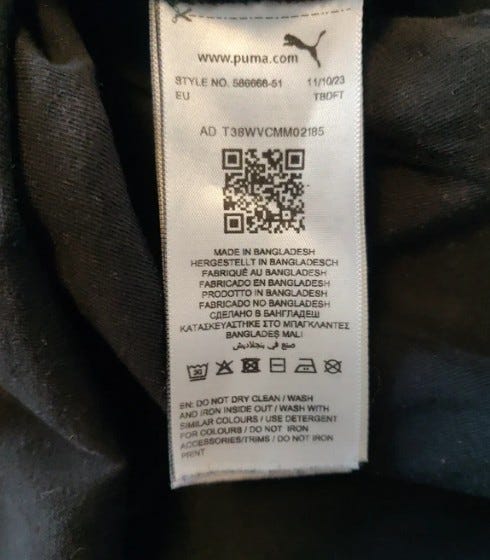 www.puma.com
STYLE NO. 586666-51 11/10/23
EU T8DFT
AD T38WVCMM02185
MADE IN BANGLADESH
HERGESTELLT IN BANGLADESCH
FABRIQUÉ AU BANGLADESH
FABRICADO EN BANGLADESH
PRODOTTO IN BANGLADESH
FABRICADO NO BANGLADESH
СДЕЛАНО В БАНГЛАДЕШ
ΚΑΤΑΣΚΕΥΑΣΤΗΚΕ ΣΤΟ ΜΠΑΓΚΛΑΝΤΕΣ
BANGLADEŞ MALI
صنع في بنجلاديش
30
EN: DO NOT DRY CLEAN / WASH
AND IRON INSIDE OUT / WASH WITH
SIMILAR COLOURS / USE DETERGENT
FOR COLOURS / DO NOT IRON
ACCESSORIES/TRIMS / DO NOT IRON
PRINT